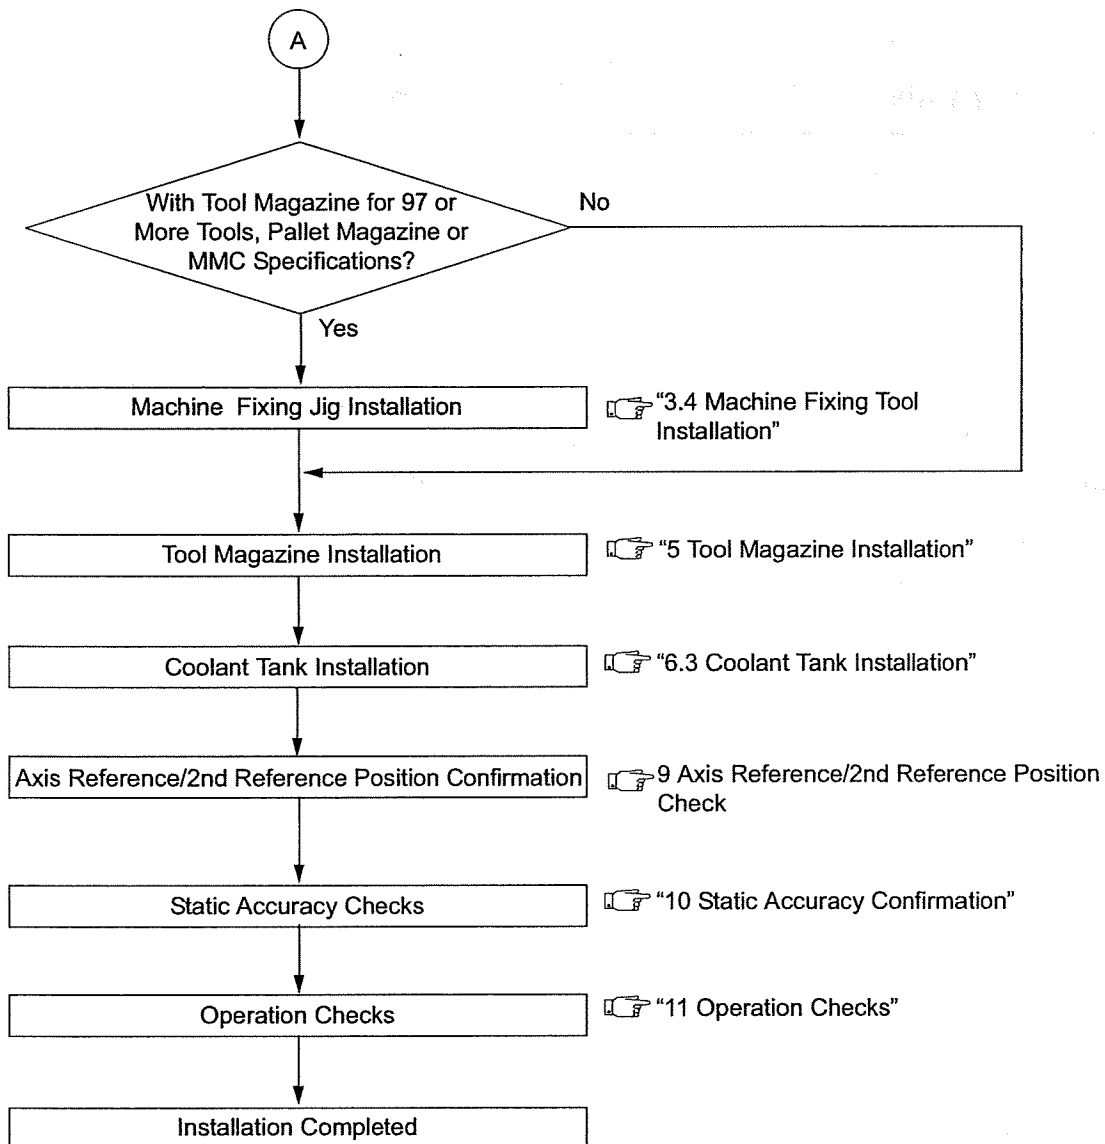 A
With Tool Magazine for 97 or
More Tools, Pallet Magazine or
MMC Specifications?
No
Yes
Machine Fixing Jig Installation
“3.4 Machine Fixing Tool
Installation”
Tool Magazine Installation
“5 Tool Magazine Installation”
Coolant Tank Installation
“6.3 Coolant Tank Installation”
Axis Reference/2nd Reference Position Confirmation
9 Axis Reference/2nd Reference Position
Check
Static Accuracy Checks
“10 Static Accuracy Confirmation”
Operation Checks
“11 Operation Checks”
Installation Completed